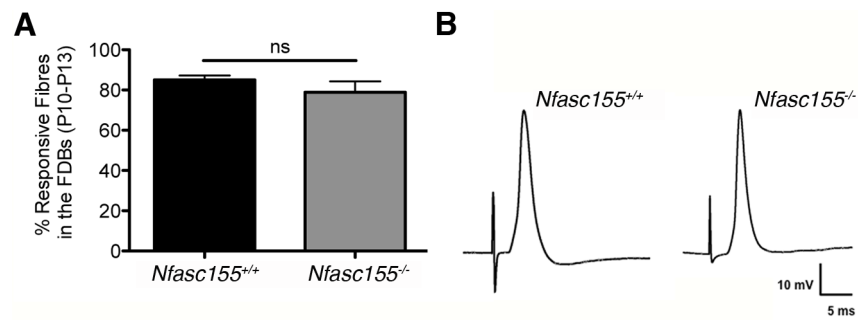 A
% Responsive Fibres
in the FDBs (P10-P13)
100
80
60
40
20
0
ns
Nfasc155+/+
Nfasc155-/-
B
Nfasc155+/+
Nfasc155-/-
10 mV
5 ms